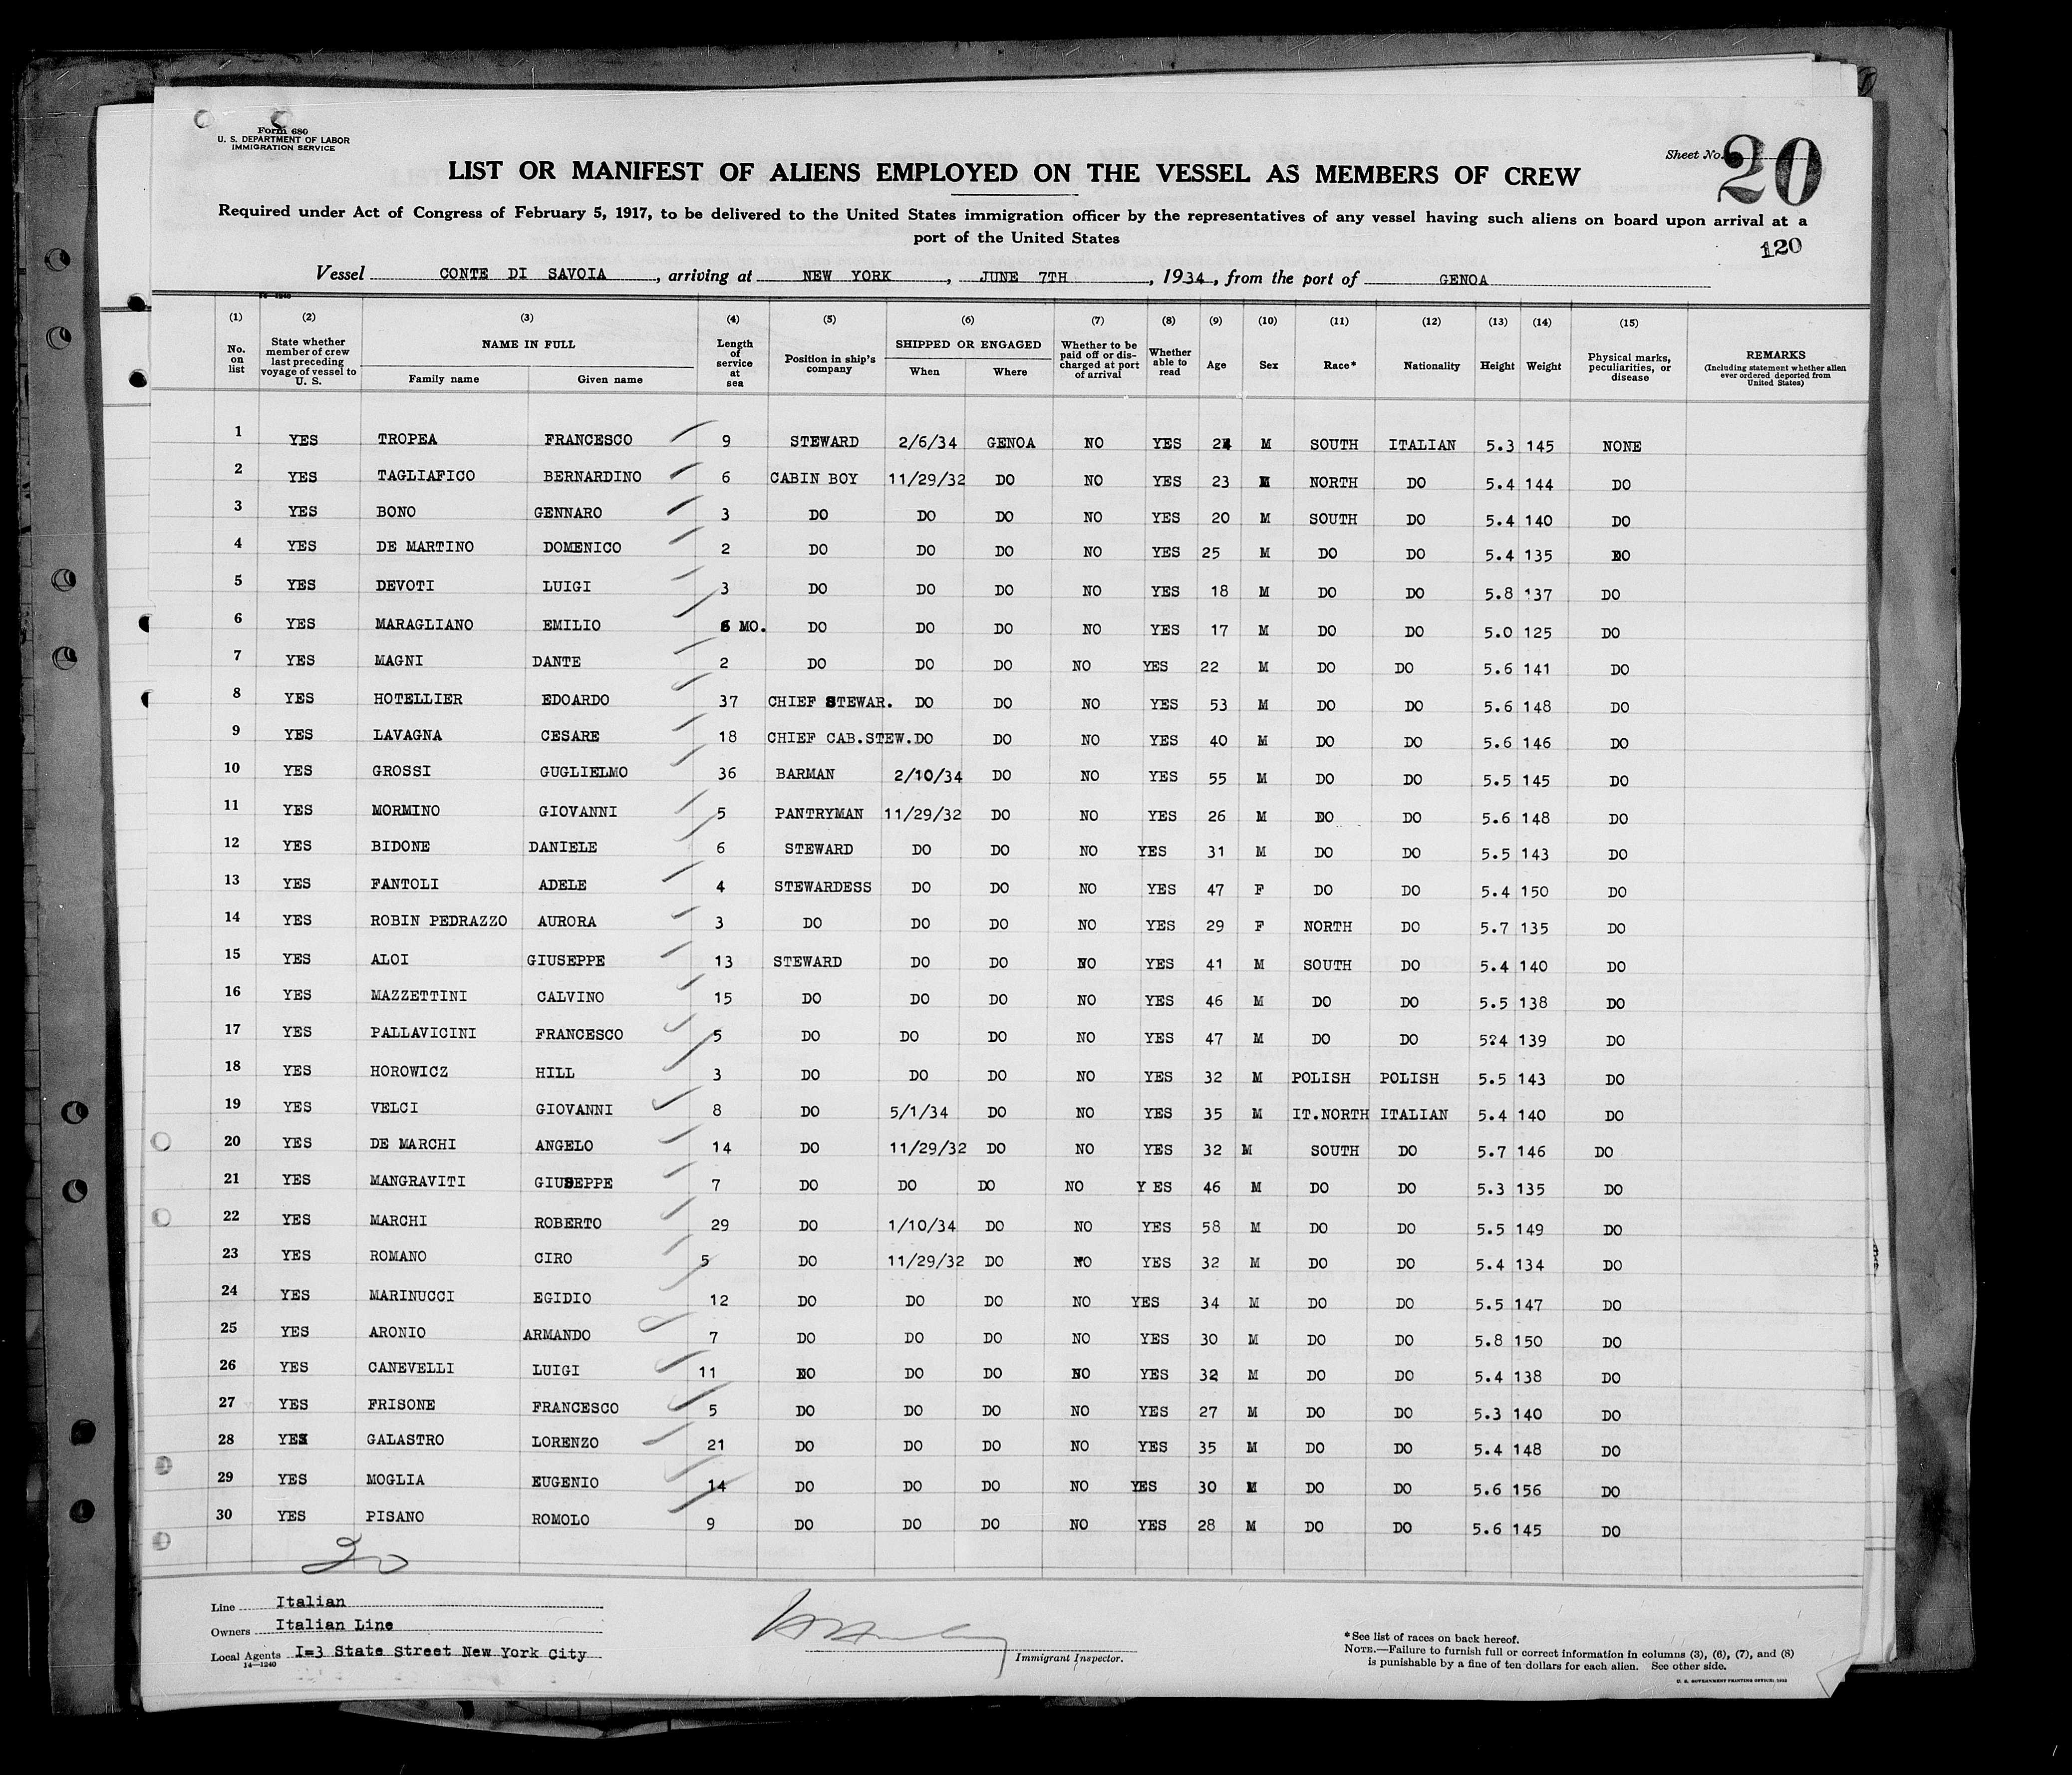 Form 680
U. S. DEPARTMENT OF LABOR
IMMIGRATION SERVICE
Sheet No. 20
LIST OR MANIFEST OF ALIENS EMPLOYED ON THE VESSEL AS MEMBERS OF CREW
Required under Act of Congress of February 5, 1917, to be delivered to the United States immigration officer by the representatives of any vessel having such aliens on board upon arrival at a
port of the United States
120
Vessel CONTE DI SAVOIA, arriving at NEW YORK, JUNE 7TH, 1934, from the port of GENOA
14—1240
(1) (2) (3) (4) (5) (6) (7) (8) (9) (10) (11) (12) (13) (14) (15)
No. on list State whether member of crew last preceding voyage of vessel to U. S. NAME IN FULL Family name Given name Length of service at sea Position in ship's company SHIPPED OR ENGAGED When Where Whether to be paid off or discharged at port of arrival Whether able to read Age Sex Race* Nationality Height Weight Physical marks, peculiarities, or disease REMARKS (Including statement whether alien ever ordered deported from United States)
1 YES TROPEA FRANCESCO 9 STEWARD 2/6/34 GENOA NO YES 24 M SOUTH ITALIAN 5.3 145 NONE
2 YES TAGLIAFICO BERNARDINO 6 CABIN BOY 11/29/32 DO NO YES 23 M NORTH DO 5.4 144 DO
3 YES BONO GENNARO 3 DO DO DO NO YES 20 M SOUTH DO 5.4 140 DO
4 YES DE MARTINO DOMENICO 2 DO DO DO NO YES 25 M DO DO 5.4 135 DO
5 YES DEVOTI LUIGI 3 DO DO DO NO YES 18 M DO DO 5.8 137 DO
6 YES MARAGLIANO EMILIO MO. DO DO DO NO YES 17 M DO DO 5.0 125 DO
7 YES MAGNI DANTE 2 DO DO DO NO YES 22 M DO DO 5.6 141 DO
8 YES HOTELLIER EDOARDO 37 CHIEF STEWAR. DO DO NO YES 53 M DO DO 5.6 148 DO
9 YES LAVAGNA CESARE 18 CHIEF CAB.STEW. DO DO NO YES 40 M DO DO 5.6 146 DO
10 YES GROSSI GUGLIELMO 36 BARMAN 2/10/34 DO NO YES 55 M DO DO 5.5 145 DO
11 YES MORMINO GIOVANNI 5 PANTRYMAN 11/29/32 DO NO YES 26 M DO DO 5.6 148 DO
12 YES BIDONE DANIELE 6 STEWARD DO DO NO YES 31 M DO DO 5.5 143 DO
13 YES FANTOLI ADELE 4 STEWARDESS DO DO NO YES 47 F DO DO 5.4 150 DO
14 YES ROBIN PEDRAZZO AURORA 3 DO DO DO NO YES 29 F NORTH DO 5.7 135 DO
15 YES ALOI GIUSEPPE 13 STEWARD DO DO NO YES 41 M SOUTH DO 5.4 140 DO
16 YES MAZZETTINI CALVINO 15 DO DO DO NO YES 46 M DO DO 5.5 138 DO
17 YES PALLAVICINI FRANCESCO 5 DO DO DO NO YES 47 M DO DO 5?4 139 DO
18 YES HOROWICZ HILL 3 DO DO DO NO YES 32 M POLISH POLISH 5.5 143 DO
19 YES VELCI GIOVANNI 8 DO 5/1/34 DO NO YES 35 M IT.NORTH ITALIAN 5.4 140 DO
20 YES DE MARCHI ANGELO 14 DO 11/29/32 DO NO YES 32 M SOUTH DO 5.7 146 DO
21 YES MANGRAVITI GIUSEPPE 7 DO DO DO NO Y ES 46 M DO DO 5.3 135 DO
22 YES MARCHI ROBERTO 29 DO 1/10/34 DO NO YES 58 M DO DO 5.5 149 DO
23 YES ROMANO CIRO 5 DO 11/29/32 DO NO YES 32 M DO DO 5.4 134 DO
24 YES MARINUCCI EGIDIO 12 DO DO DO NO YES 34 M DO DO 5.5 147 DO
25 YES ARONIO ARMANDO 7 DO DO DO NO YES 30 M DO DO 5.8 150 DO
26 YES CANEVELLI LUIGI 11 DO DO DO NO YES 32 M DO DO 5.4 138 DO
27 YES FRISONE FRANCESCO 5 DO DO DO NO YES 27 M DO DO 5.3 140 DO
28 YES GALASTRO LORENZO 21 DO DO DO NO YES 35 M DO DO 5.4 148 DO
29 YES MOGLIA EUGENIO 14 DO DO DO NO YES 30 M DO DO 5.6 156 DO
30 YES PISANO ROMOLO 9 DO DO DO NO YES 28 M DO DO 5.6 145 DO
30
Line Italian
Owners Italian Line
Local Agents I=3 State Street New York City
14—1240
Immigrant Inspector.
*See list of races on back hereof.
NOTE.—Failure to furnish full or correct information in columns (3), (6), (7), and (8)
is punishable by a fine of ten dollars for each alien. See other side.
U. S. GOVERNMENT PRINTING OFFICE: 1933